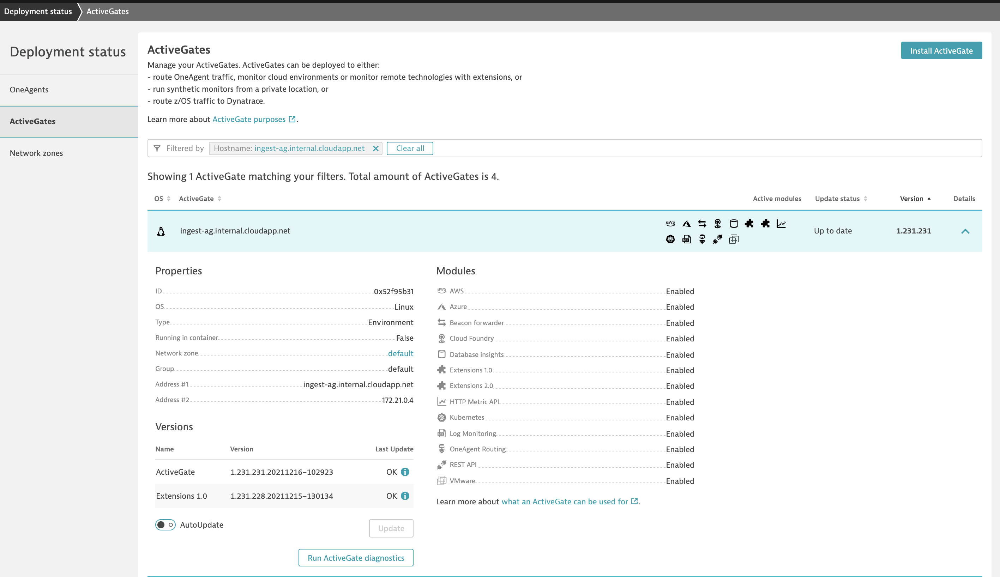 Deployment status
ActiveGates
Deployment status
OneAgents
ActiveGates
Network zones
ActiveGates
Install ActiveGate
Manage your ActiveGates. ActiveGates can be deployed to either:
- route OneAgent traffic, monitor cloud environments or monitor remote technologies with extensions, or
- run synthetic monitors from a private location, or
- route z/OS traffic to Dynatrace.
Learn more about ActiveGate purposes.
Filtered by Hostname: ingest-ag.internal.cloudapp.net Clear all
Showing 1 ActiveGate matching your filters. Total amount of ActiveGates is 4.
OS ActiveGate Active modules Update status Version Details
aws
ingest-ag.internal.cloudapp.net Up to date 1.231.231
LOG
Properties
ID 0x52f95b31
OS Linux
Type Environment
Running in container False
Network zone default
Group default
Address #1 ingest-ag.internal.cloudapp.net
Address #2 172.21.0.4
Versions
Name Version Last Update
ActiveGate 1.231.231.20211216-102923 OK
Extensions 1.0 1.231.228.20211215-130134 OK
AutoUpdate Update
Run ActiveGate diagnostics
Modules
aws AWS Enabled
Azure Enabled
Beacon forwarder Enabled
Cloud Foundry Enabled
Database insights Enabled
Extensions 1.0 Enabled
Extensions 2.0 Enabled
HTTP Metric API Enabled
Kubernetes Enabled
LOG Log Monitoring Enabled
OneAgent Routing Enabled
REST API Enabled
VMware Enabled
Learn more about what an ActiveGate can be used for.